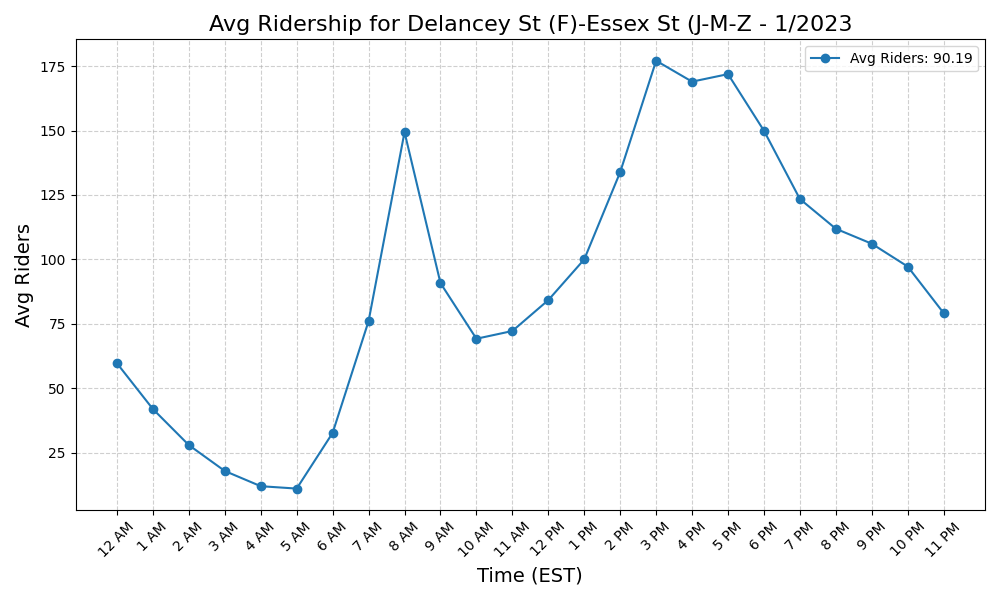 Avg Ridership for Delancey St (F)-Essex St (J-M-Z - 1/2023
Avg Riders: 90.19
Avg Riders
175
150
125
100
75
50
25
12 AM
1 AM
2 AM
3 AM
4 AM
5 AM
6 AM
7 AM
8 AM
9 AM
10 AM
11 AM
12 PM
1 PM
2 PM
3 PM
4 PM
5 PM
6 PM
7 PM
8 PM
9 PM
10 PM
11 PM
Time (EST)